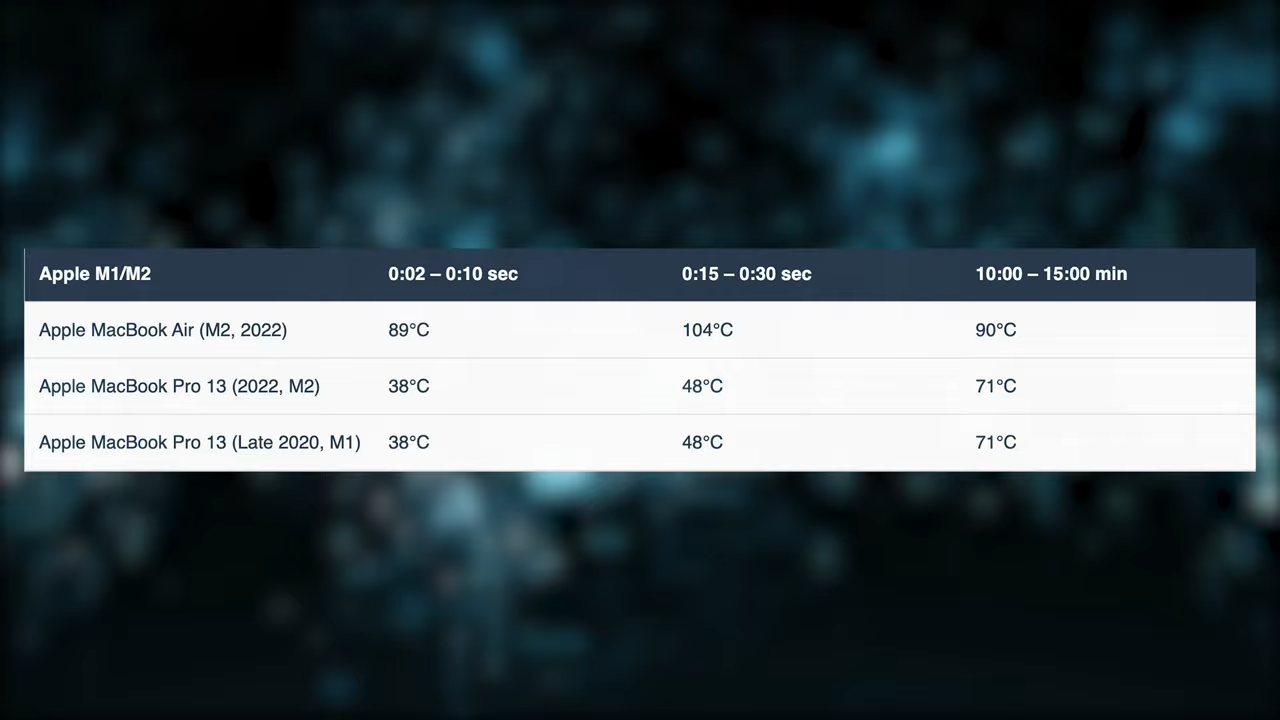 Apple M1/M2 0:02 – 0:10 sec 0:15 – 0:30 sec 10:00 – 15:00 min
Apple MacBook Air (M2, 2022) 89°C 104°C 90°C
Apple MacBook Pro 13 (2022, M2) 38°C 48°C 71°C
Apple MacBook Pro 13 (Late 2020, M1) 38°C 48°C 71°C